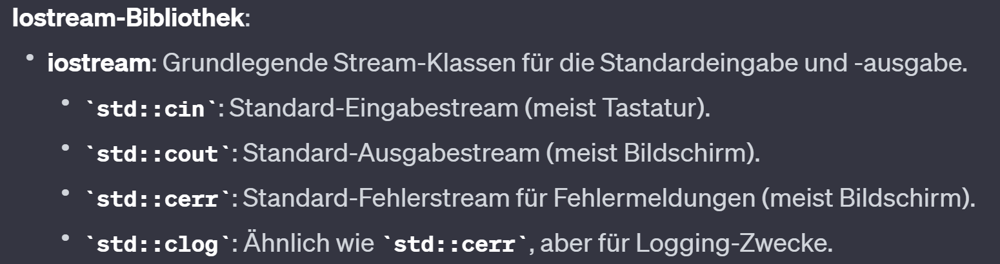 Iostream-Bibliothek:
• iostream: Grundlegende Stream-Klassen für die Standardeingabe und -ausgabe.
• `std::cin`: Standard-Eingabestream (meist Tastatur).
• `std::cout`: Standard-Ausgabestream (meist Bildschirm).
• `std::cerr`: Standard-Fehlerstream für Fehlermeldungen (meist Bildschirm).
• `std::clog`: Ähnlich wie `std::cerr`, aber für Logging-Zwecke.